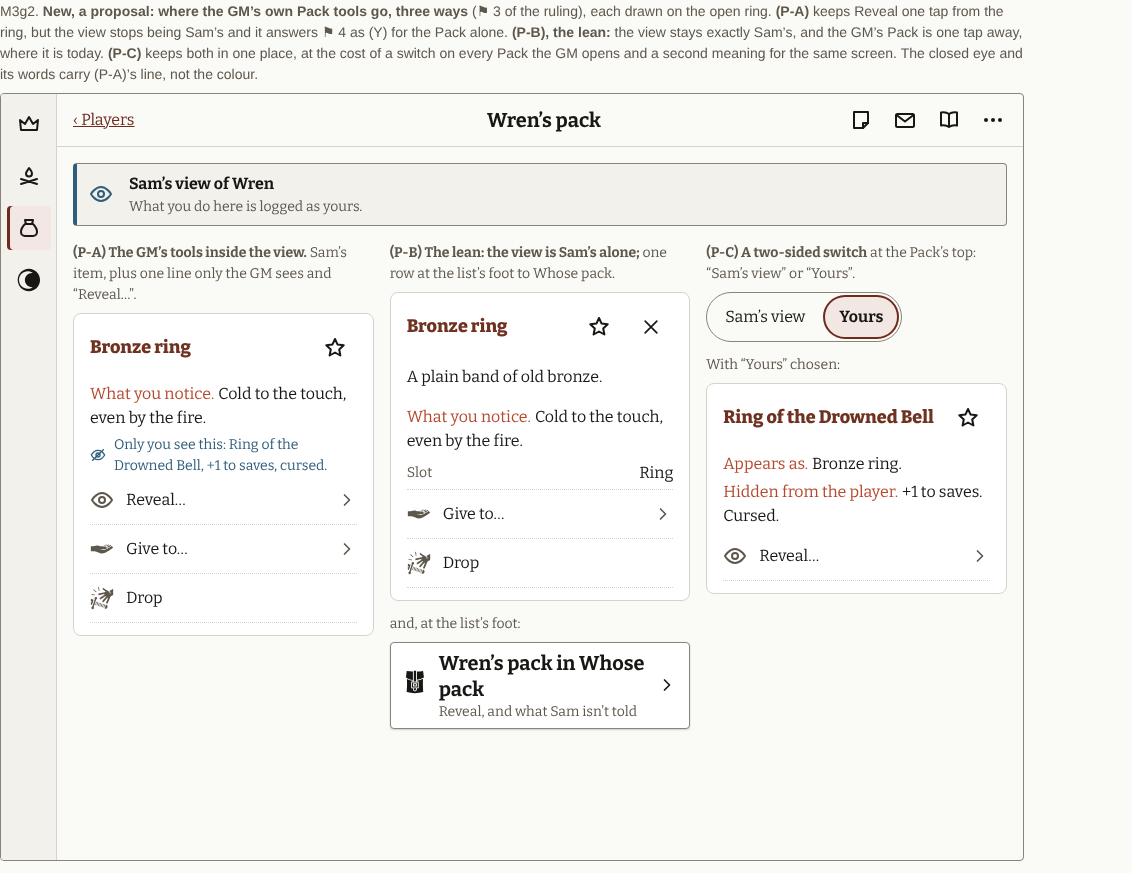 M3g2. New, a proposal: where the GM’s own Pack tools go, three ways (⚑ 3 of the ruling), each drawn on the open ring. (P-A) keeps Reveal one tap from the
ring, but the view stops being Sam’s and it answers ⚑ 4 as (Y) for the Pack alone. (P-B), the lean: the view stays exactly Sam’s, and the GM’s Pack is one tap away,
where it is today. (P-C) keeps both in one place, at the cost of a switch on every Pack the GM opens and a second meaning for the same screen. The closed eye and
its words carry (P-A)’s line, not the colour.
‹ Players
Wren’s pack
Sam’s view of Wren
What you do here is logged as yours.
(P-A) The GM’s tools inside the view. Sam’s
item, plus one line only the GM sees and
“Reveal…”.
Bronze ring
What you notice. Cold to the touch,
even by the fire.
Only you see this: Ring of the
Drowned Bell, +1 to saves, cursed.
Reveal…
Give to…
Drop
(P-B) The lean: the view is Sam’s alone; one
row at the list’s foot to Whose pack.
Bronze ring
A plain band of old bronze.
What you notice. Cold to the touch,
even by the fire.
Slot Ring
Give to…
Drop
and, at the list’s foot:
Wren’s pack in Whose
pack
Reveal, and what Sam isn’t told
(P-C) A two-sided switch at the Pack’s top:
“Sam’s view” or “Yours”.
Sam’s view Yours
With “Yours” chosen:
Ring of the Drowned Bell
Appears as. Bronze ring.
Hidden from the player. +1 to saves.
Cursed.
Reveal…